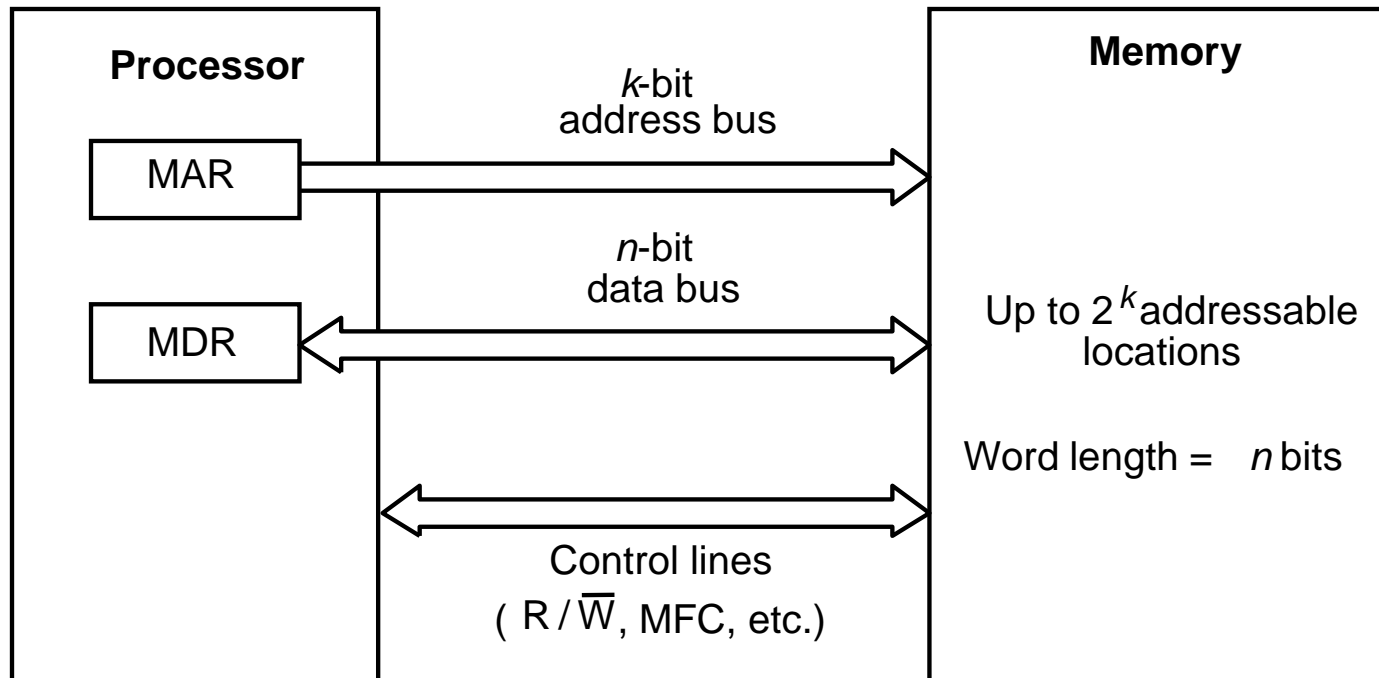 Processor
Memory
k-bit
address bus
MAR
n-bit
data bus
MDR
Up to 2^k addressable
locations
Word length = n bits
Control lines
( R / W̅, MFC, etc.)